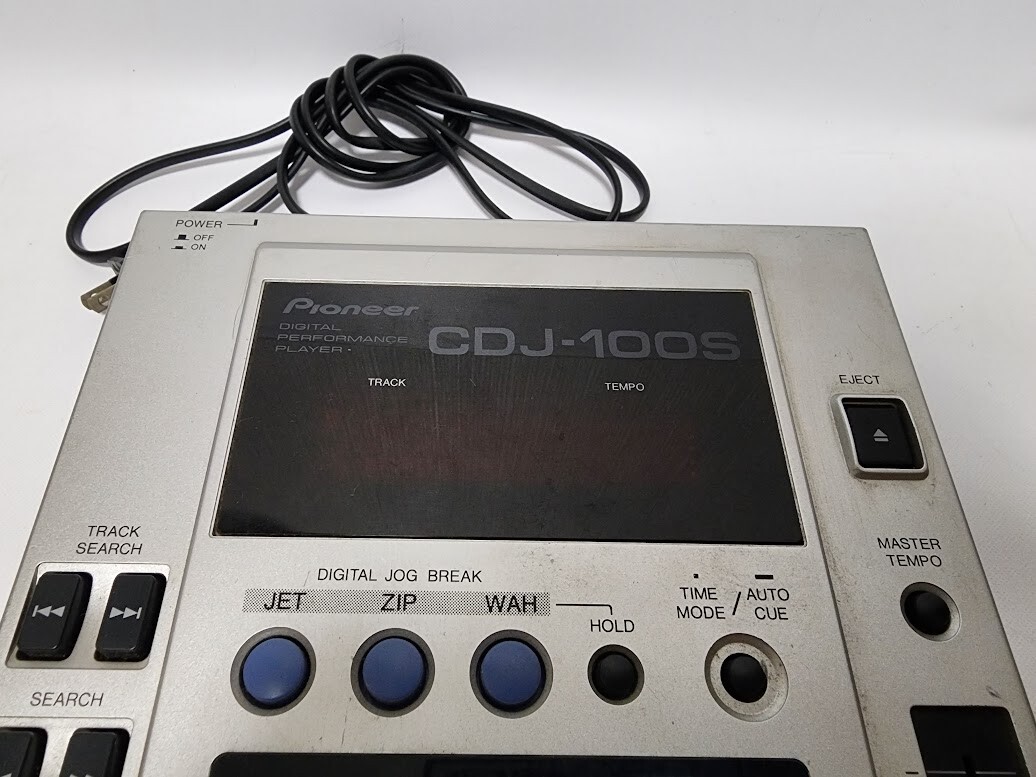 POWER
OFF
ON
Pioneer
DIGITAL
PERFORMANCE
PLAYER
CDJ-100S
TRACK
TEMPO
EJECT
TRACK
SEARCH
MASTER
TEMPO
DIGITAL JOG BREAK
JET ZIP WAH
HOLD
TIME
MODE / AUTO
CUE
SEARCH